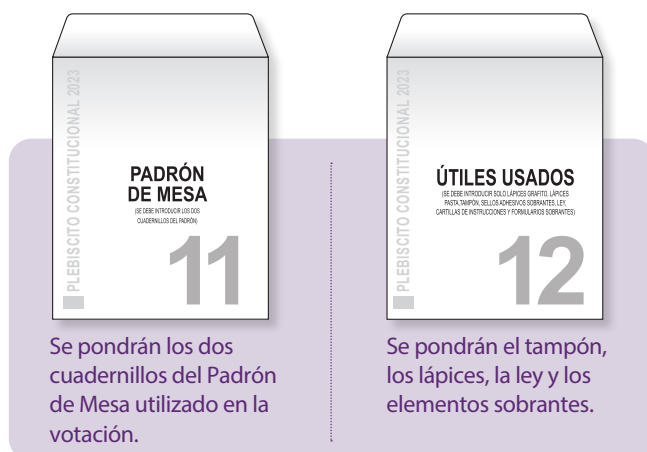 PLEBISCITO CONSTITUCIONAL 2023
PADRÓN
DE MESA
(SE DEBE INTRODUCIR LOS DOS
CUADERNILLOS DEL PADRÓN)
11
Se pondrán los dos
cuadernillos del Padrón
de Mesa utilizado en la
votación.
PLEBISCITO CONSTITUCIONAL 2023
ÚTILES USADOS
(SE DEBE INTRODUCIR SOLO LÁPICES GRAFITO, LÁPICES
PASTA,TAMPÓN, SELLOS ADHESIVOS SOBRANTES, LEY,
CARTILLAS DE INSTRUCCIONES Y FORMULARIOS SOBRANTES)
12
Se pondrán el tampón,
los lápices, la ley y los
elementos sobrantes.